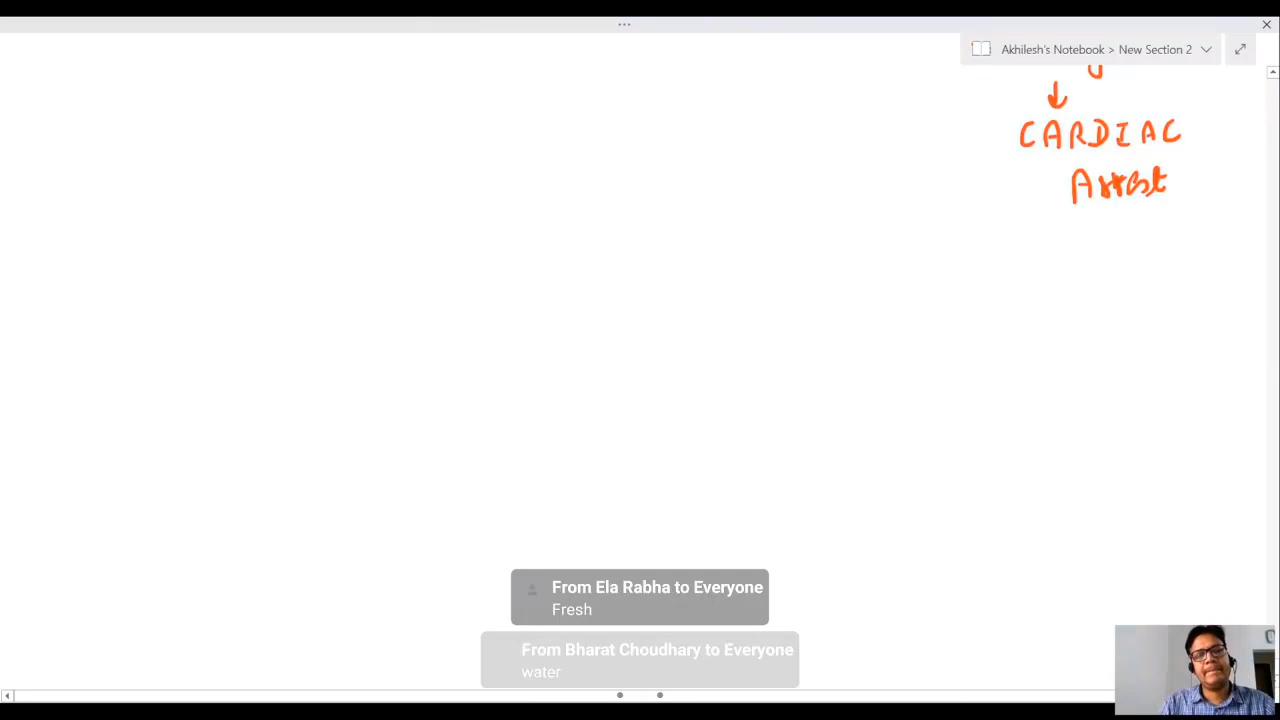 Akhilesh's Notebook > New Section 2
CARDIAC
Arrest
From Ela Rabha to Everyone
Fresh
From Bharat Choudhary to Everyone
water